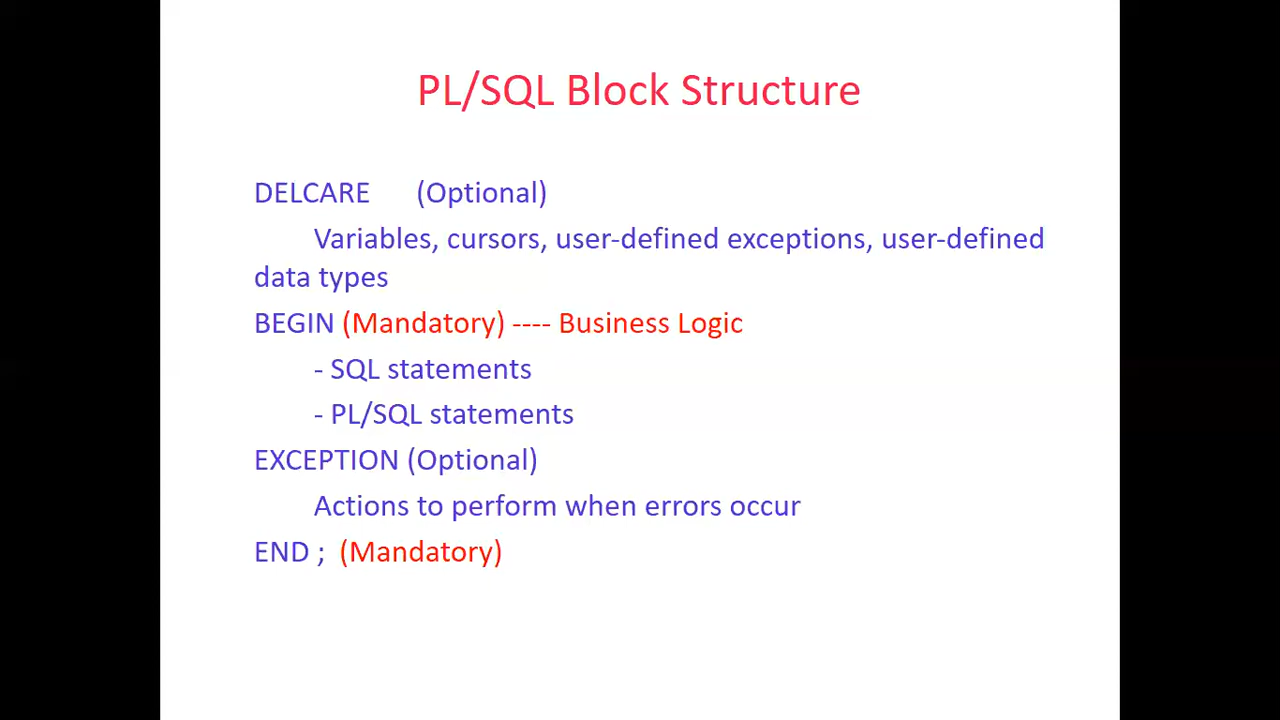 PL/SQL Block Structure
DELCARE (Optional)
Variables, cursors, user-defined exceptions, user-defined
data types
BEGIN (Mandatory) ---- Business Logic
- SQL statements
- PL/SQL statements
EXCEPTION (Optional)
Actions to perform when errors occur
END ; (Mandatory)